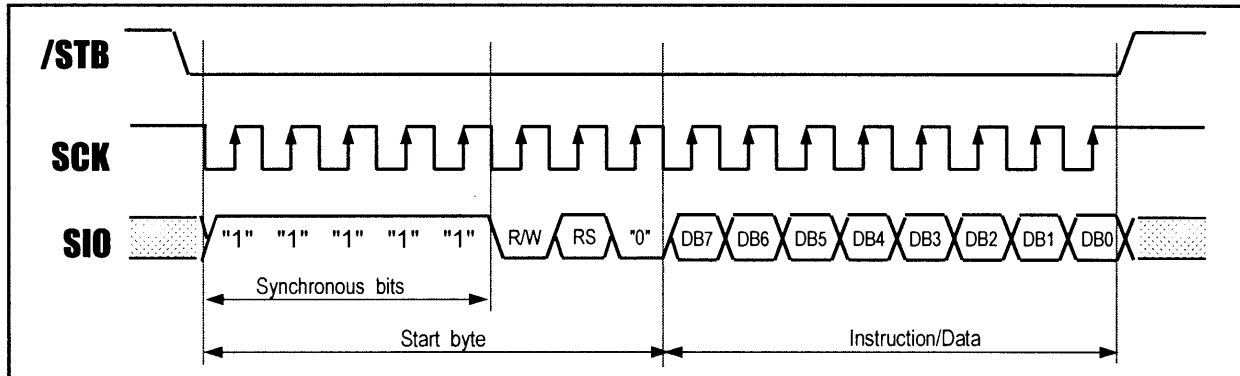 /STB
SCK
SIO "1" "1" "1" "1" "1" R/W RS "0" DB7 DB6 DB5 DB4 DB3 DB2 DB1 DB0
Synchronous bits
Start byte Instruction/Data